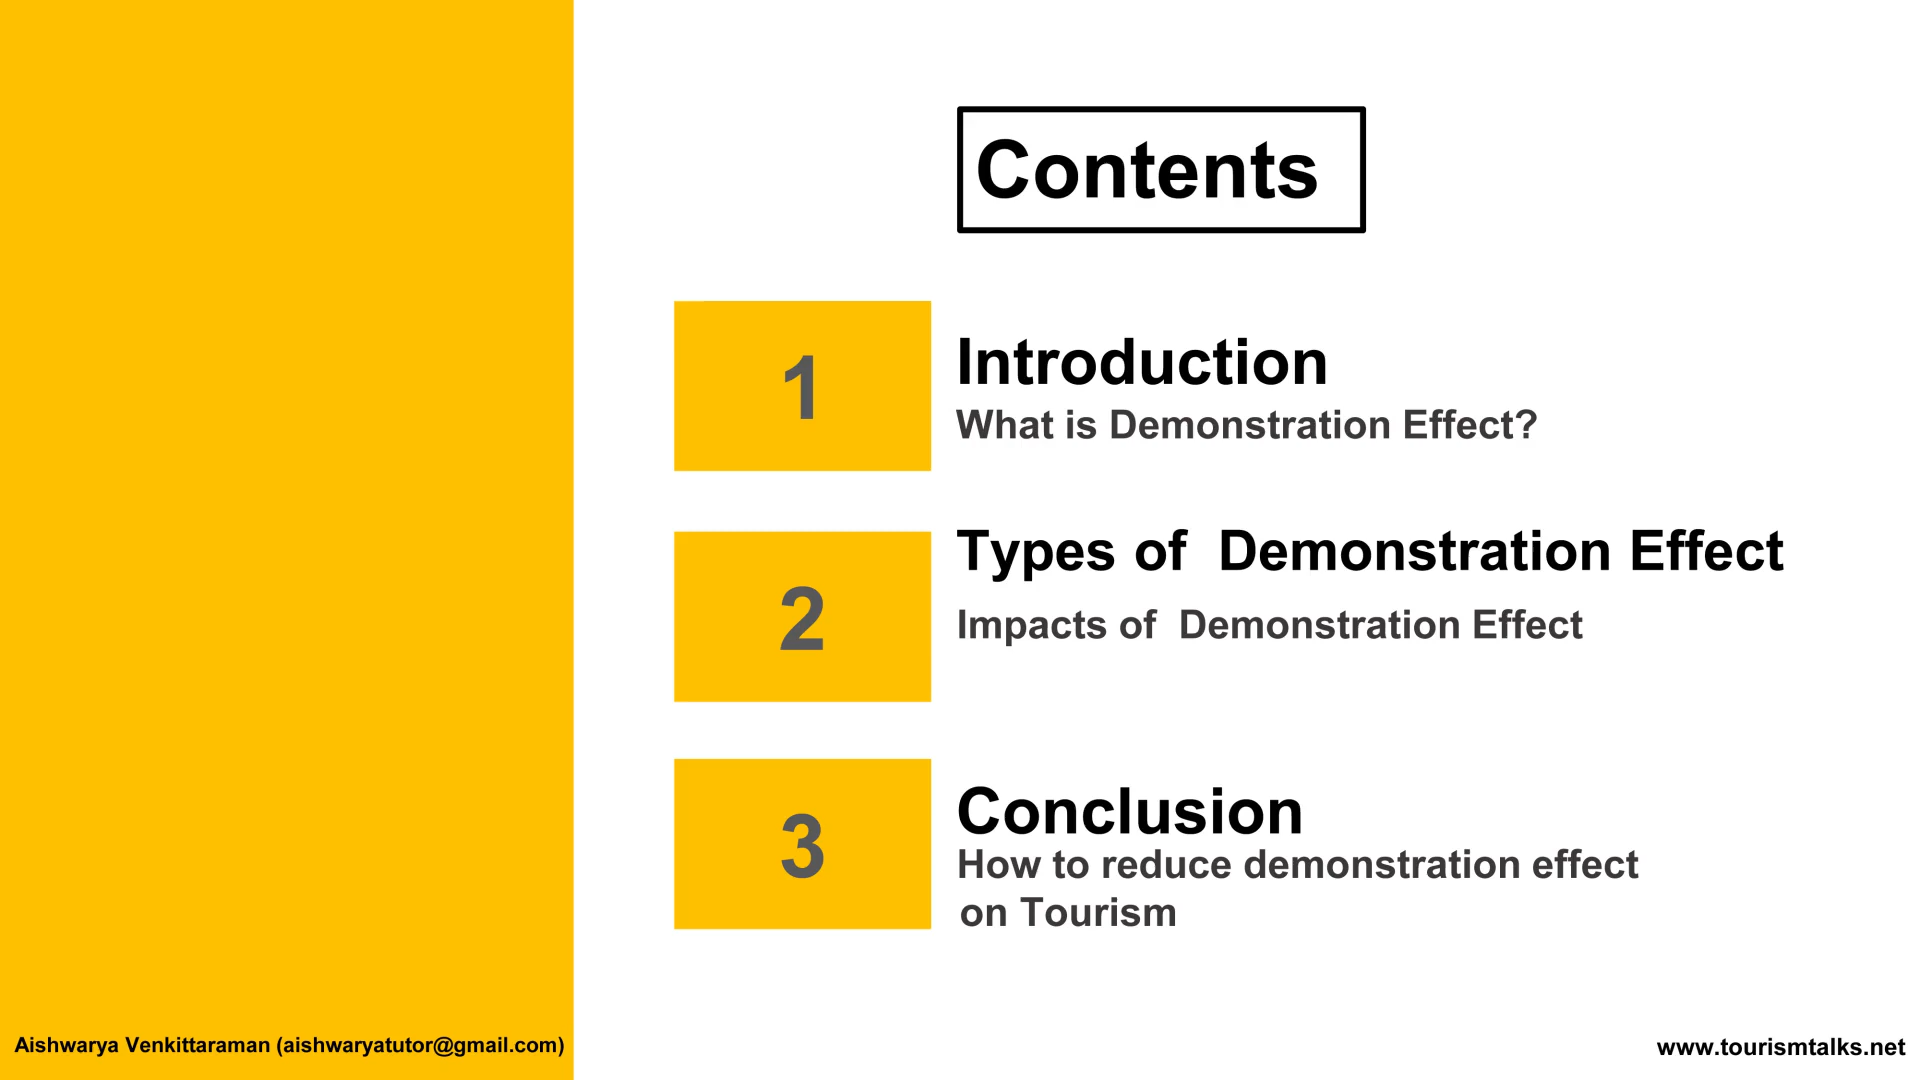 Contents
1
Introduction
What is Demonstration Effect?
2
Types of  Demonstration Effect
Impacts of  Demonstration Effect
3
Conclusion
How to reduce demonstration effect
on Tourism
Aishwarya Venkittaraman (aishwaryatutor@gmail.com)
www.tourismtalks.net